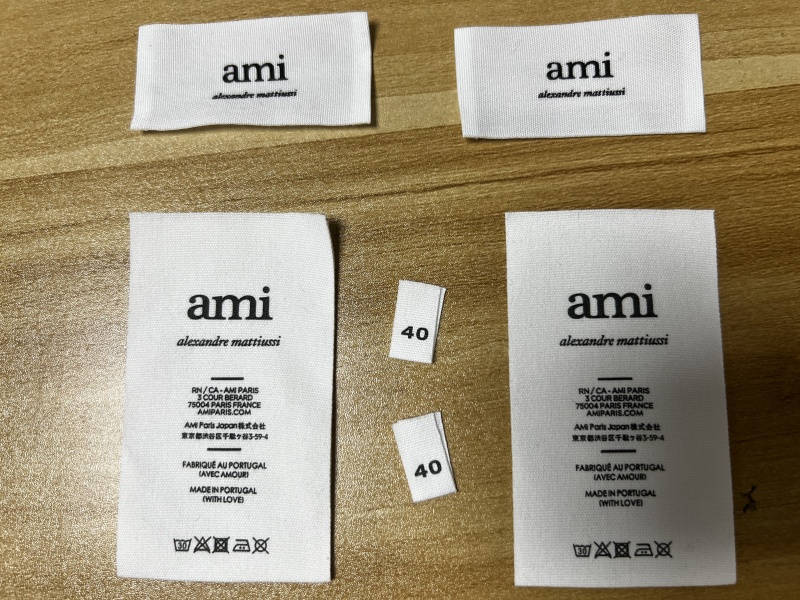 ami
alexandre mattiussi
ami
alexandre mattiussi
ami
alexandre mattiussi
RN / CA - AMI PARIS
3 COUR BERARD
75004 PARIS FRANCE
AMIPARIS.COM
AMI Paris Japan株式会社
東京都渋谷区千駄ヶ谷3-59-4
FABRIQUÉ AU PORTUGAL
(AVEC AMOUR)
MADE IN PORTUGAL
(WITH LOVE)
30
40
40
ami
alexandre mattiussi
RN / CA - AMI PARIS
3 COUR BERARD
75004 PARIS FRANCE
AMIPARIS.COM
AMI Paris Japan株式会社
東京都渋谷区千駄ヶ谷3-59-4
FABRIQUÉ AU PORTUGAL
(AVEC AMOUR)
MADE IN PORTUGAL
(WITH LOVE)
30